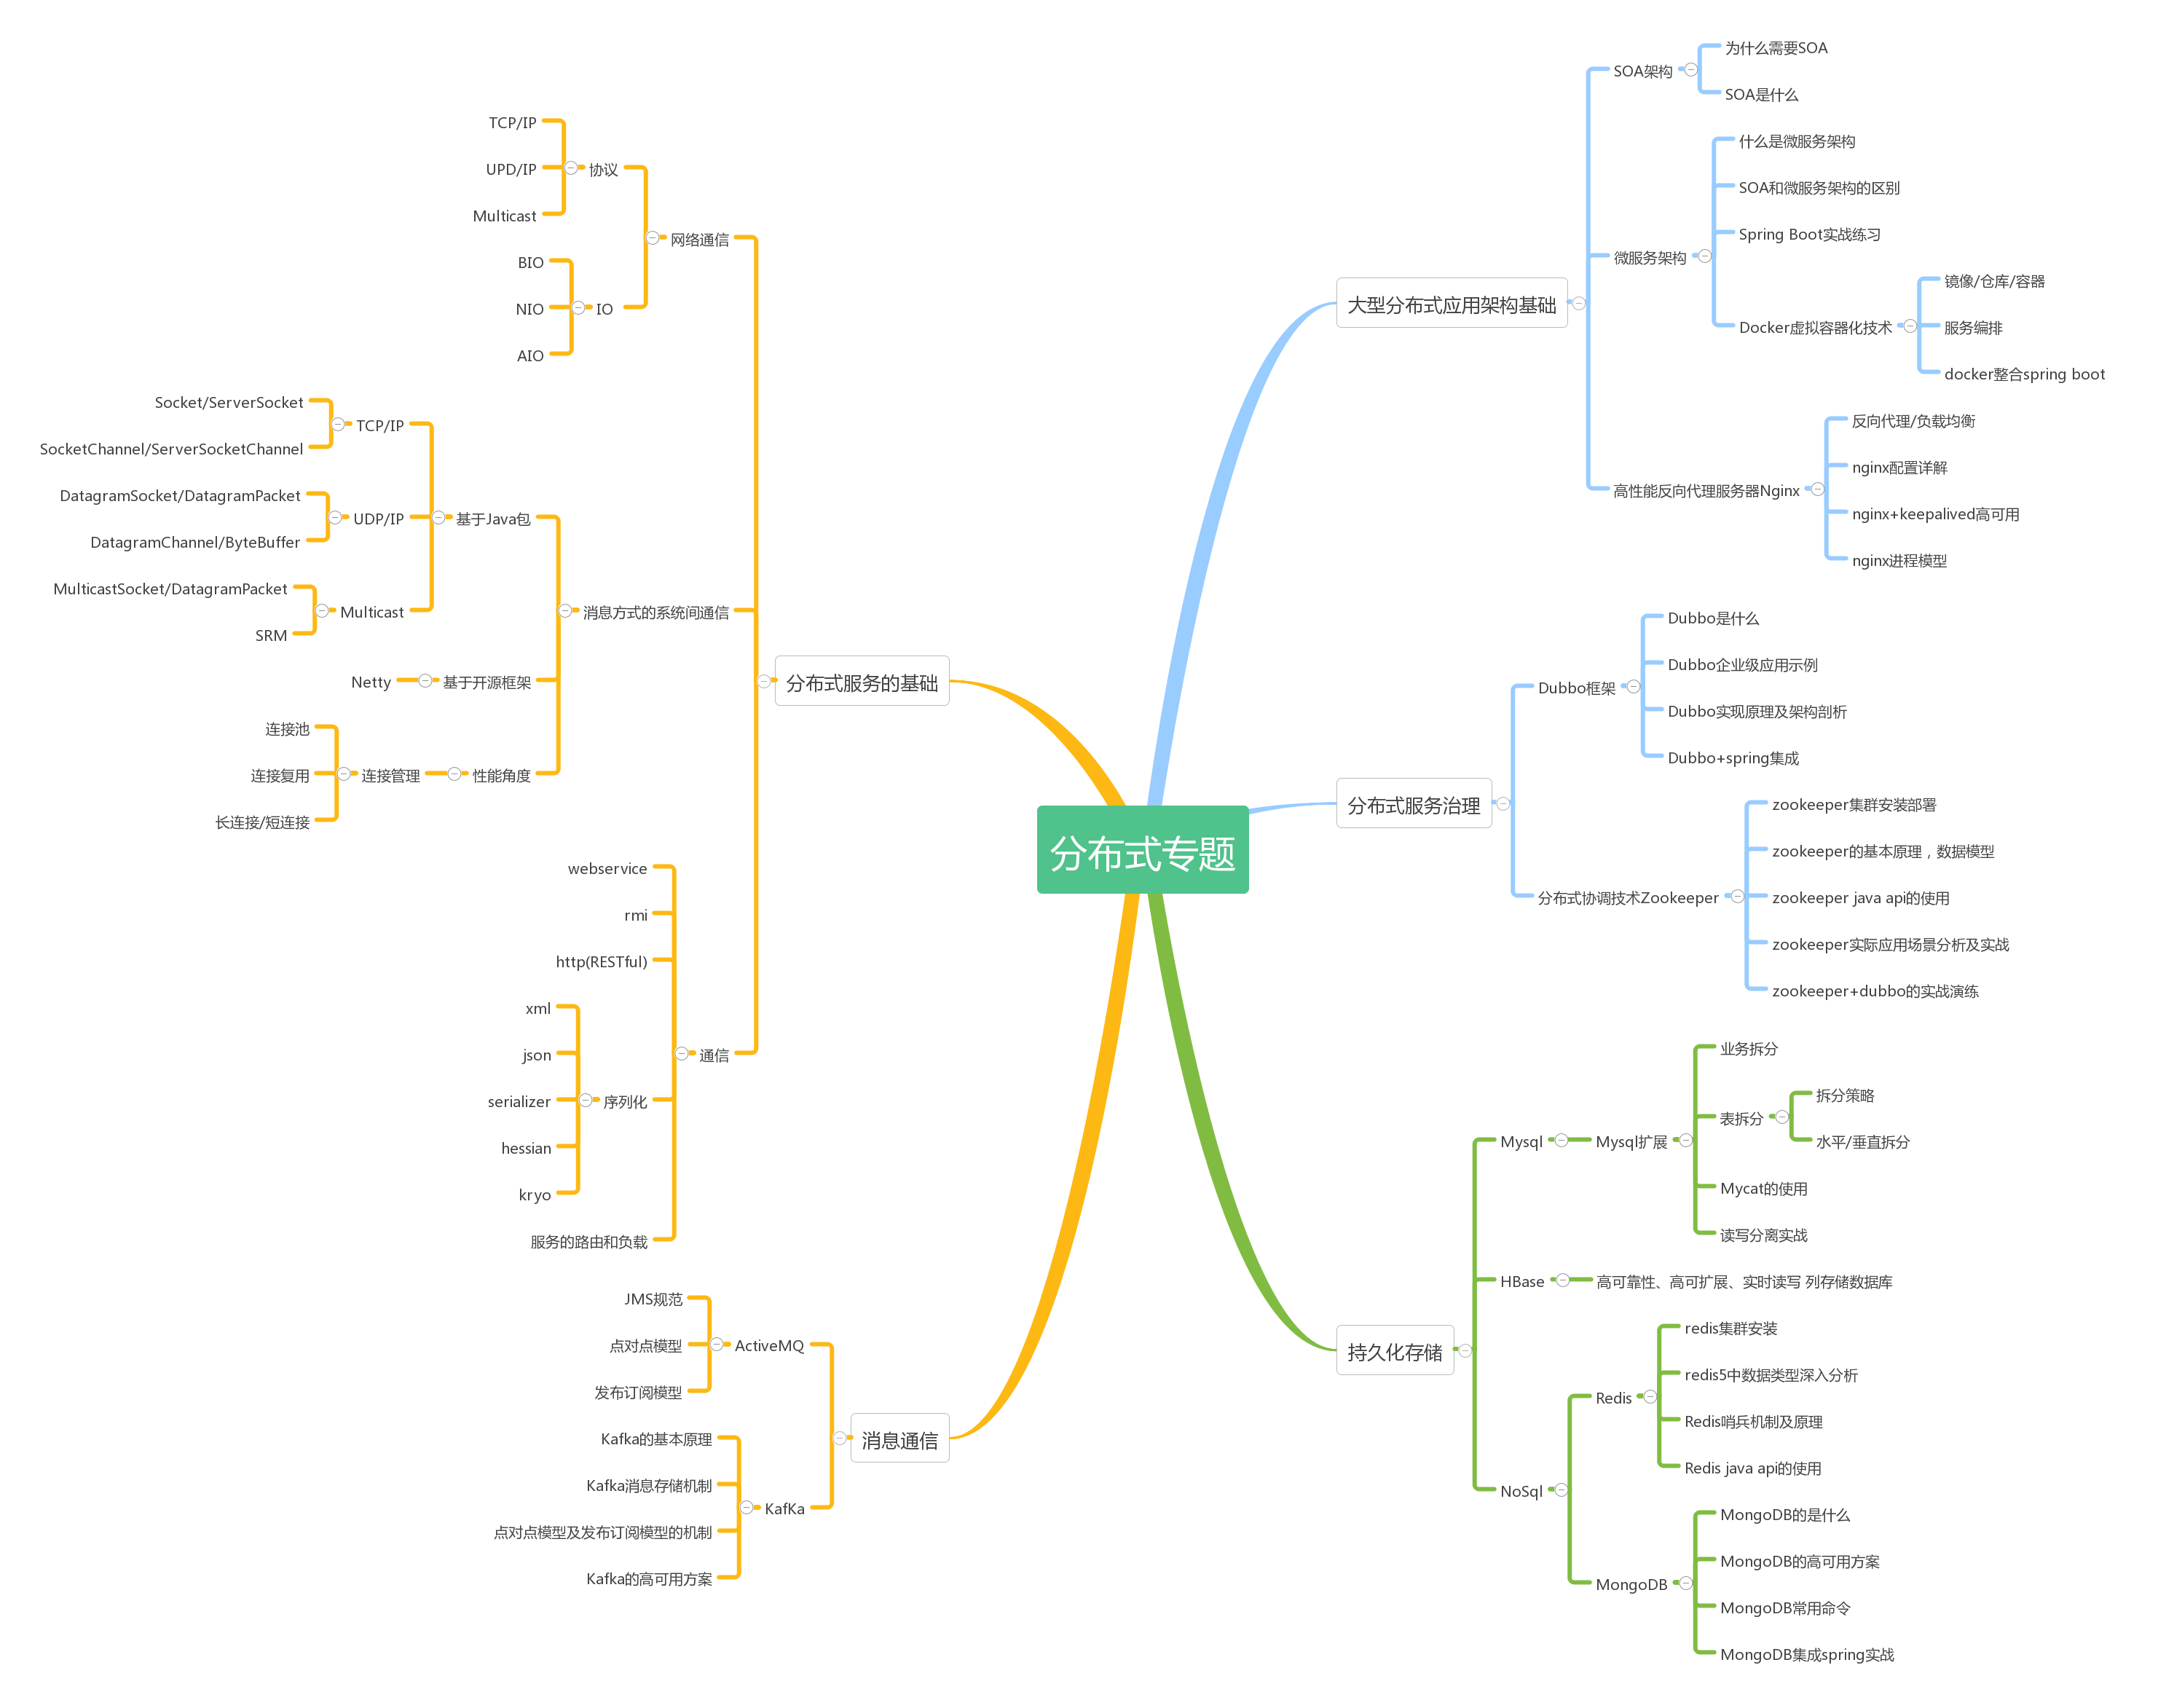 分布式专题
大型分布式应用架构基础
SOA架构
为什么需要SOA
SOA是什么
微服务架构
什么是微服务架构
SOA和微服务架构的区别
Spring Boot实战练习
Docker虚拟容器化技术
镜像/仓库/容器
服务编排
docker整合spring boot
高性能反向代理服务器Nginx
反向代理/负载均衡
nginx配置详解
nginx+keepalived高可用
nginx进程模型
分布式服务治理
Dubbo框架
Dubbo是什么
Dubbo企业级应用示例
Dubbo实现原理及架构剖析
Dubbo+spring集成
分布式协调技术Zookeeper
zookeeper集群安装部署
zookeeper的基本原理，数据模型
zookeeper java api的使用
zookeeper实际应用场景分析及实战
zookeeper+dubbo的实战演练
持久化存储
Mysql
Mysql扩展
业务拆分
表拆分
拆分策略
水平/垂直拆分
Mycat的使用
读写分离实战
HBase
高可靠性、高可扩展、实时读写 列存储数据库
NoSql
Redis
redis集群安装
redis5中数据类型深入分析
Redis哨兵机制及原理
Redis java api的使用
MongoDB
MongoDB的是什么
MongoDB的高可用方案
MongoDB常用命令
MongoDB集成spring实战
分布式服务的基础
网络通信
协议
TCP/IP
UPD/IP
Multicast
IO
BIO
NIO
AIO
消息方式的系统间通信
基于Java包
TCP/IP
Socket/ServerSocket
SocketChannel/ServerSocketChannel
UDP/IP
DatagramSocket/DatagramPacket
DatagramChannel/ByteBuffer
Multicast
MulticastSocket/DatagramPacket
SRM
基于开源框架
Netty
性能角度
连接管理
连接池
连接复用
长连接/短连接
通信
webservice
rmi
http(RESTful)
序列化
xml
json
serializer
hessian
kryo
服务的路由和负载
消息通信
ActiveMQ
JMS规范
点对点模型
发布订阅模型
KafKa
Kafka的基本原理
Kafka消息存储机制
点对点模型及发布订阅模型的机制
Kafka的高可用方案